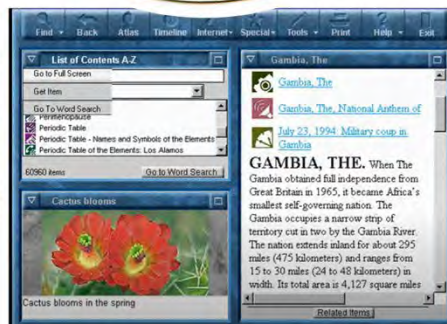 Find
Back
Atlas
Timeline
Internet
Special
Tools
Print
Help
Exit
List of Contents A-Z
Go to Full Screen
Get Item
Go To Word Search
Perimenopause
Periodic Table
Periodic Table - Names and Symbols of the Elements
Periodic Table of the Elements: Los Alamos
60960 items
Go to Word Search
Cactus blooms
Cactus blooms in the spring
Gambia, The
Gambia, The
Gambia, The, National Anthem of
July 23, 1994: Military coup in
Gambia
GAMBIA, THE. When The
Gambia obtained full independence from
Great Britain in 1965, it became Africa's
smallest self-governing nation. The
Gambia occupies a narrow strip of
territory cut in two by the Gambia River.
The nation extends inland for about 295
miles (475 kilometers) and ranges from
15 to 30 miles (24 to 48 kilometers) in
width. Its total area is 4,127 square miles
Related Items